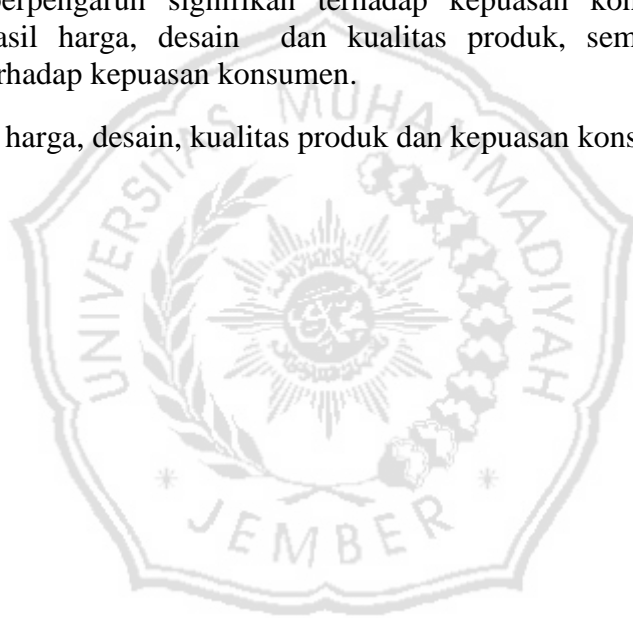 berpengaruh signifikan terhadap kepuasan kon
asil harga, desain dan kualitas produk, sem
rhadap kepuasan konsumen.
harga, desain, kualitas produk dan kepuasan kons
UNIVERSITAS MUHAMMADIYAH
JEMBER